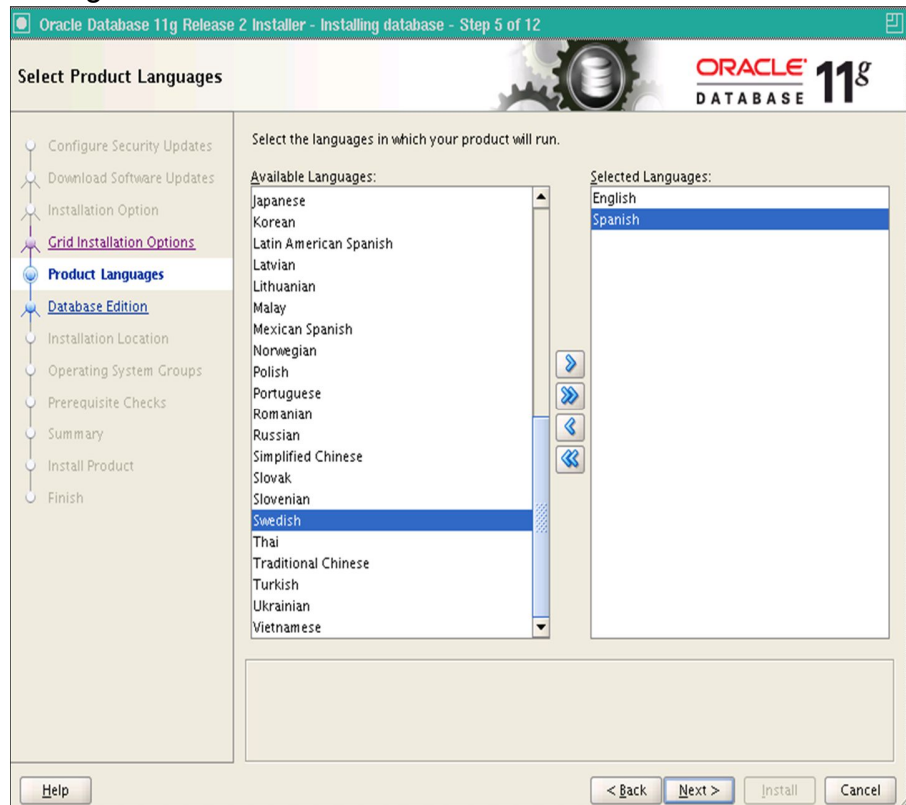 Oracle Database 11g Release 2 Installer - Installing database - Step 5 of 12
Select Product Languages
ORACLE 11g
DATABASE
Configure Security Updates
Download Software Updates
Installation Option
Grid Installation Options
Product Languages
Database Edition
Installation Location
Operating System Groups
Prerequisite Checks
Summary
Install Product
Finish
Select the languages in which your product will run.
Available Languages:
Japanese
Korean
Latin American Spanish
Latvian
Lithuanian
Malay
Mexican Spanish
Norwegian
Polish
Portuguese
Romanian
Russian
Simplified Chinese
Slovak
Slovenian
Swedish
Thai
Traditional Chinese
Turkish
Ukrainian
Vietnamese
Selected Languages:
English
Spanish
Help
< Back
Next >
Install
Cancel